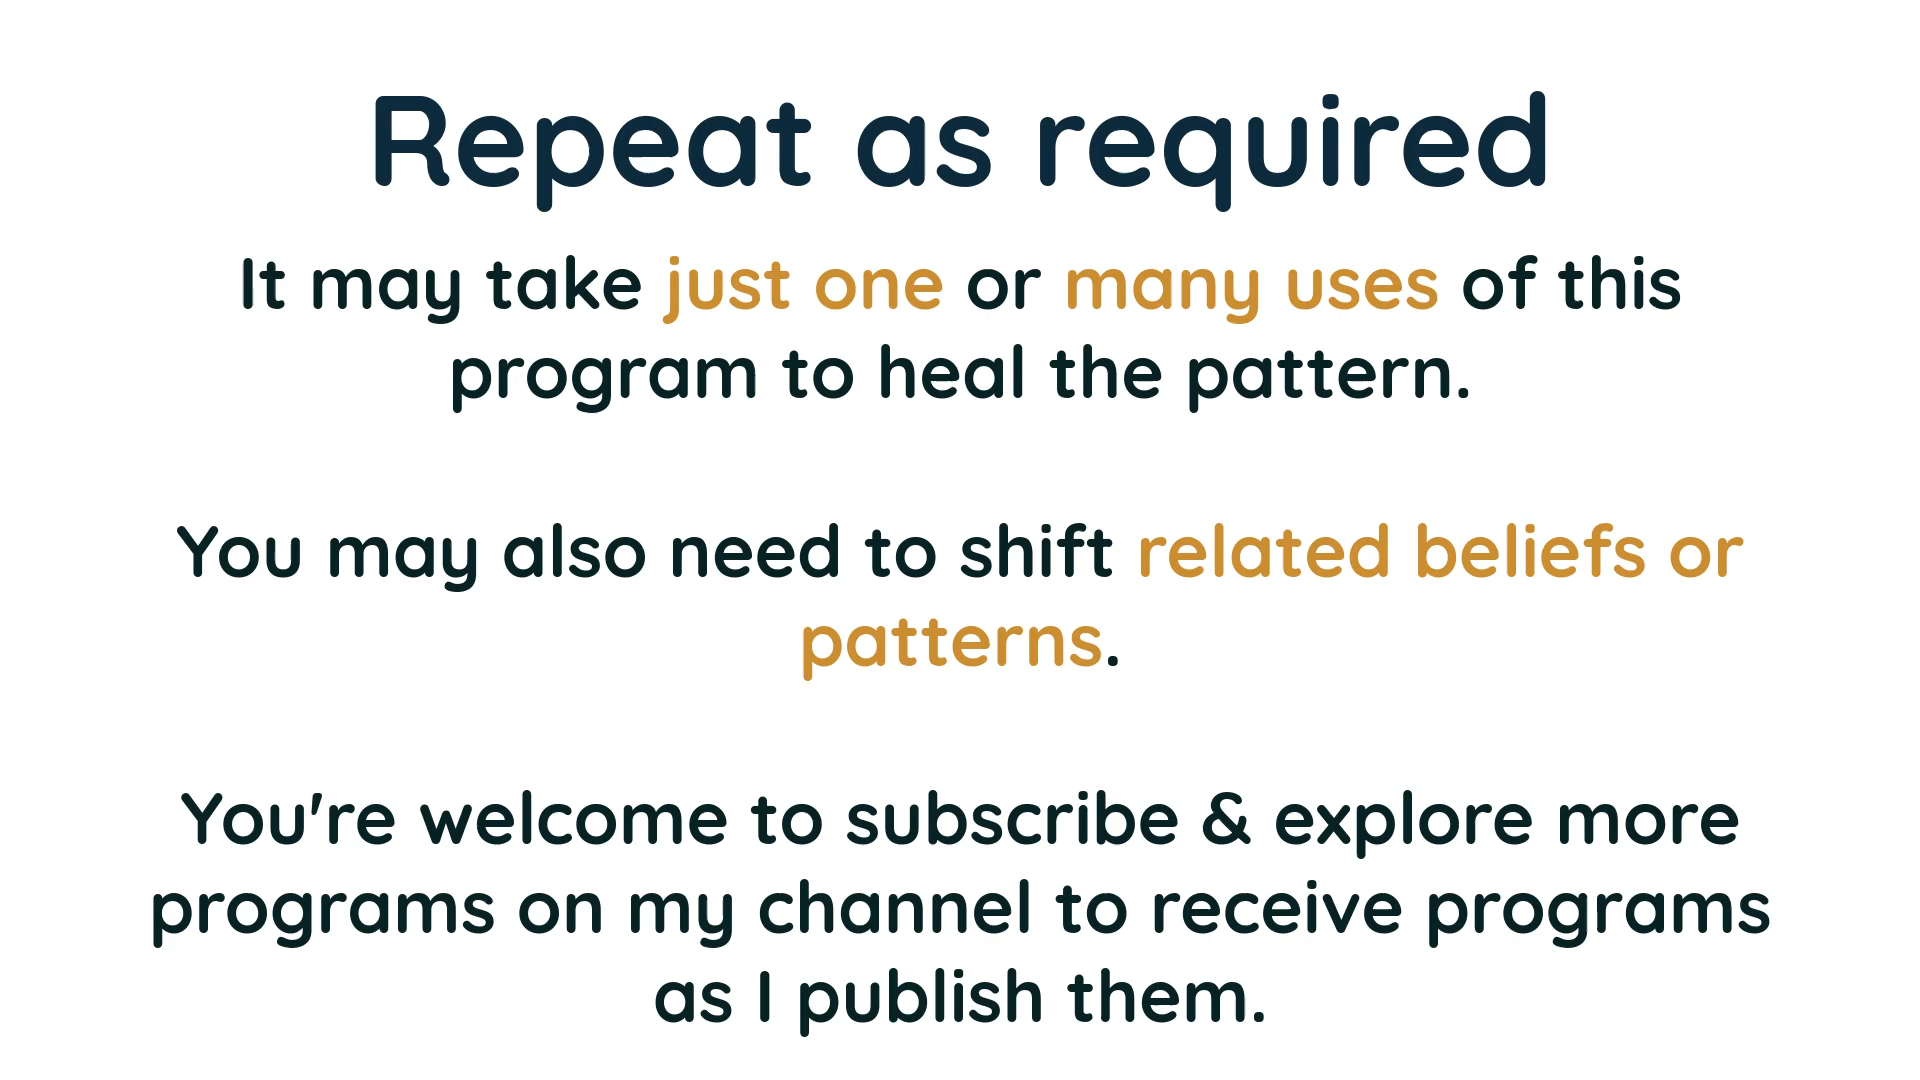 Repeat as required
It may take just one or many uses of this
program to heal the pattern.
You may also need to shift related beliefs or
patterns.
You're welcome to subscribe & explore more
programs on my channel to receive programs
as I publish them.